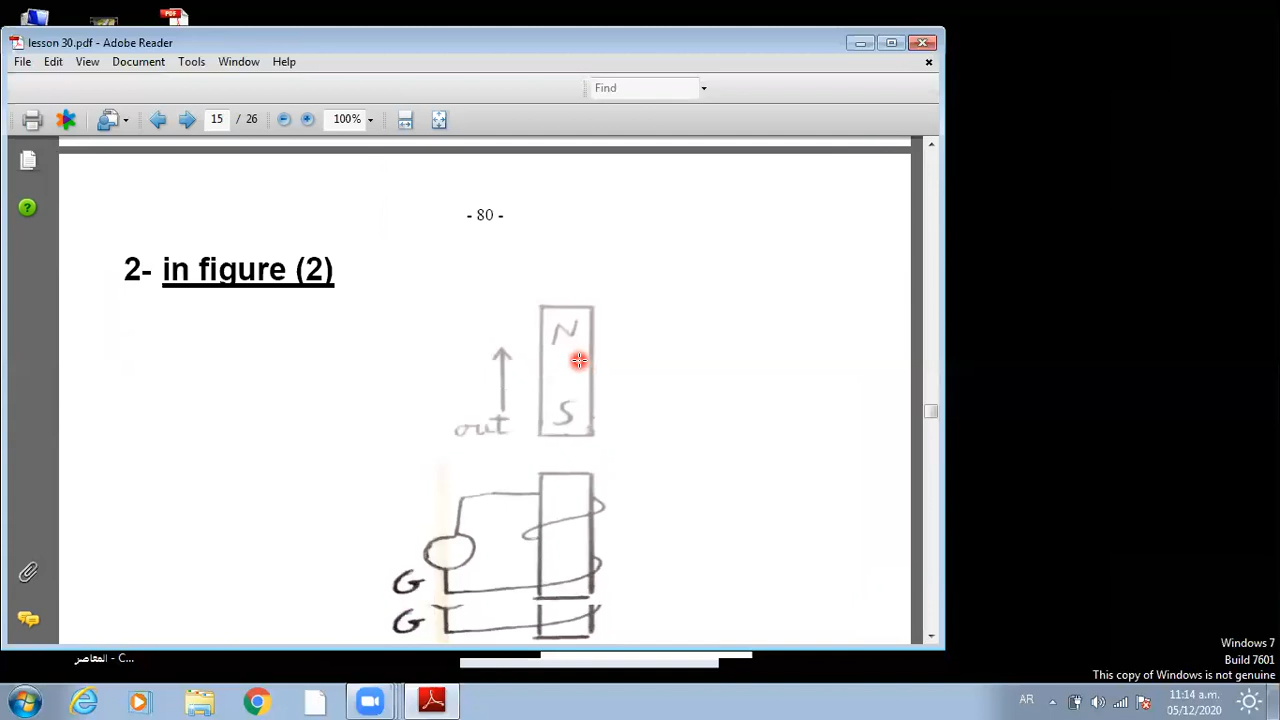 lesson 30.pdf - Adobe Reader
File Edit View Document Tools Window Help
Find
15 / 26 100%
- 80 -
2- in figure (2)
N
S
out
G
G
المعاصر - C...
Windows 7
Build 7601
This copy of Windows is not genuine
AR
11:14 a.m.
05/12/2020